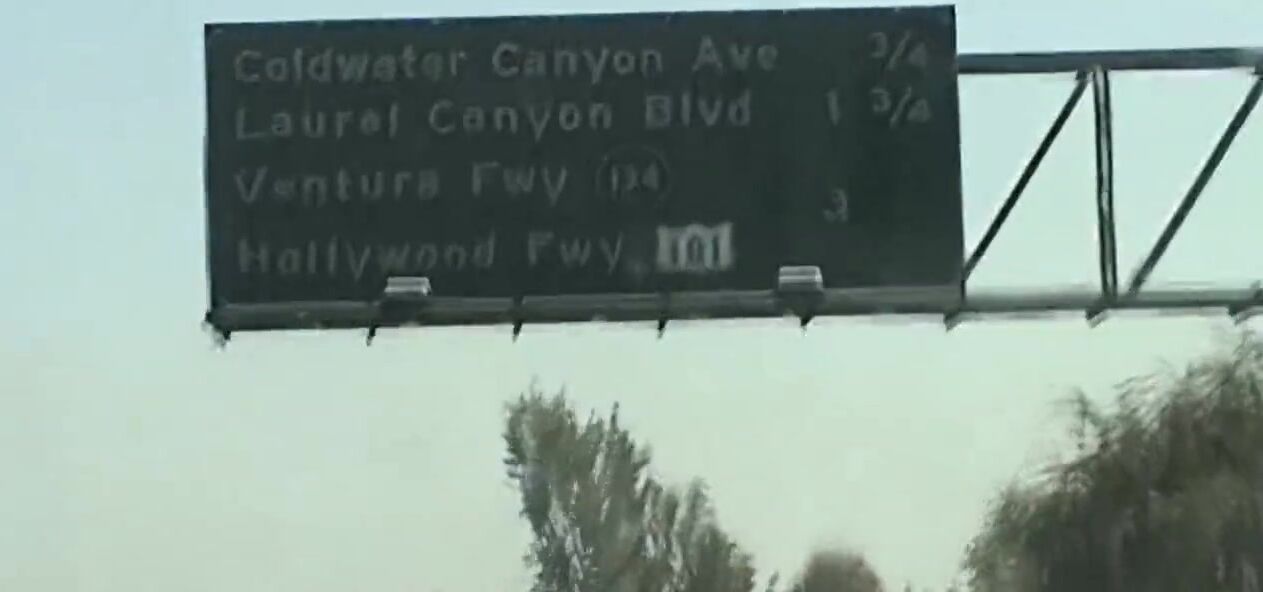 Coldwater Canyon Ave 3/4
Laurel Canyon Blvd 1 3/4
Ventura Fwy 134
3
Hollywood Fwy 101